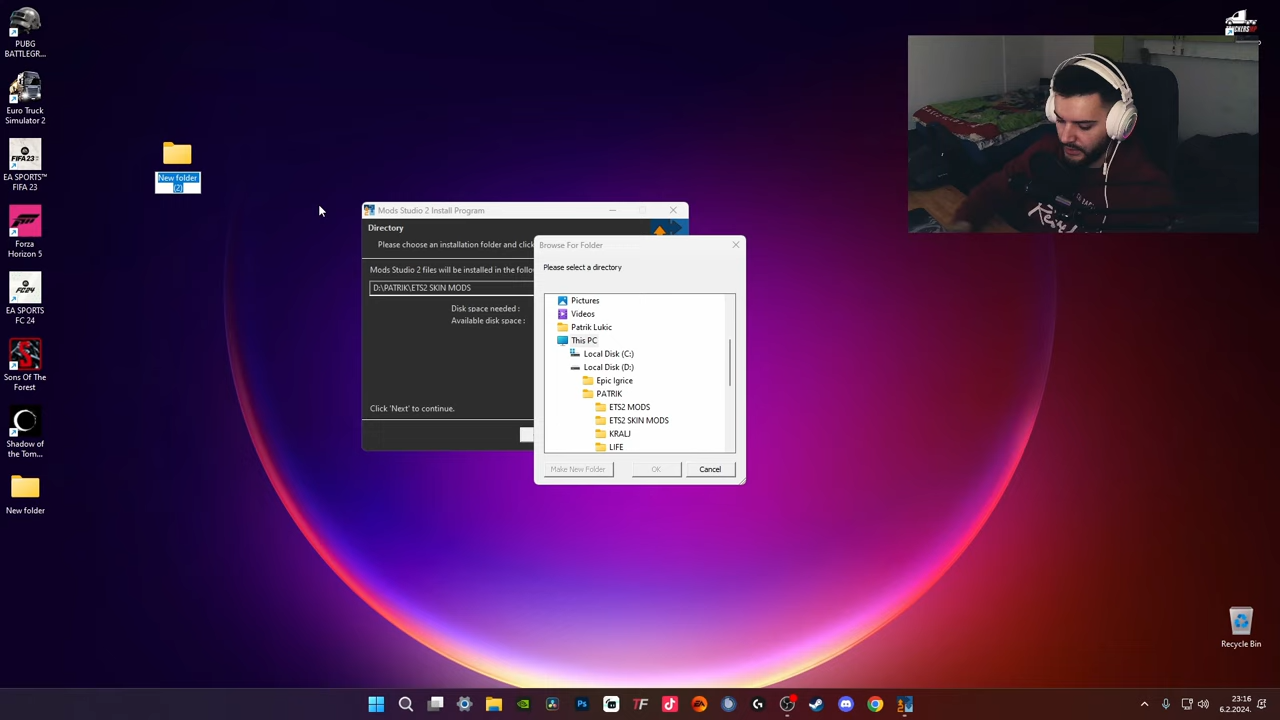 PUBG
BATTLEGR...
Euro Truck
Simulator 2
FIFA 23
EA SPORTS™
FIFA 23
Forza
Horizon 5
FC24
EA SPORTS
FC 24
Sons Of The
Forest
Shadow of
the Tom...
New folder
New folder
(2)
Mods Studio 2 Install Program
Directory
Please choose an installation folder and click
Mods Studio 2 files will be installed in the follo
D:\PATRIK\ETS2 SKIN MODS
Disk space needed :
Available disk space :
Click 'Next' to continue.
Browse For Folder
Please select a directory
Pictures
Videos
Patrik Lukic
This PC
Local Disk (C:)
Local Disk (D:)
Epic Igrice
PATRIK
ETS2 MODS
ETS2 SKIN MODS
KRALJ
LIFE
Make New Folder
OK
Cancel
Recycle Bin
23:16
6.2.2024.